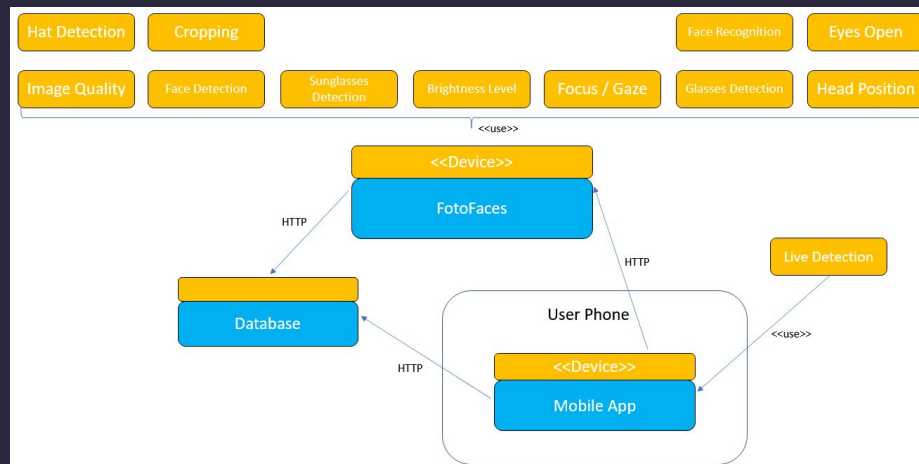 Hat Detection
Cropping
Face Recognition
Eyes Open
Image Quality
Face Detection
Sunglasses
Detection
Brightness Level
Focus / Gaze
Glasses Detection
Head Position
<<use>>
<<Device>>
FotoFaces
HTTP
HTTP
Live Detection
Database
User Phone
<<use>>
HTTP
<<Device>>
Mobile App